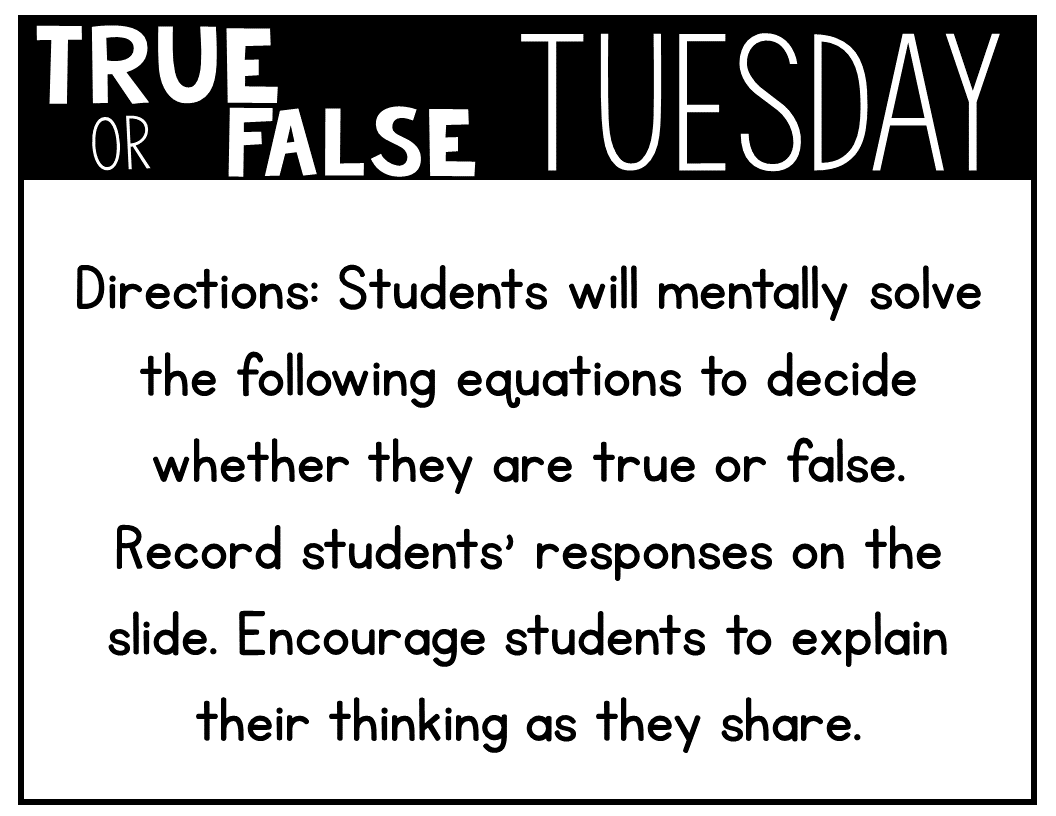 TRUE
OR FALSE TUESDAY
Directions: Students will mentally solve
the following equations to decide
whether they are true or false.
Record students’ responses on the
slide. Encourage students to explain
their thinking as they share.